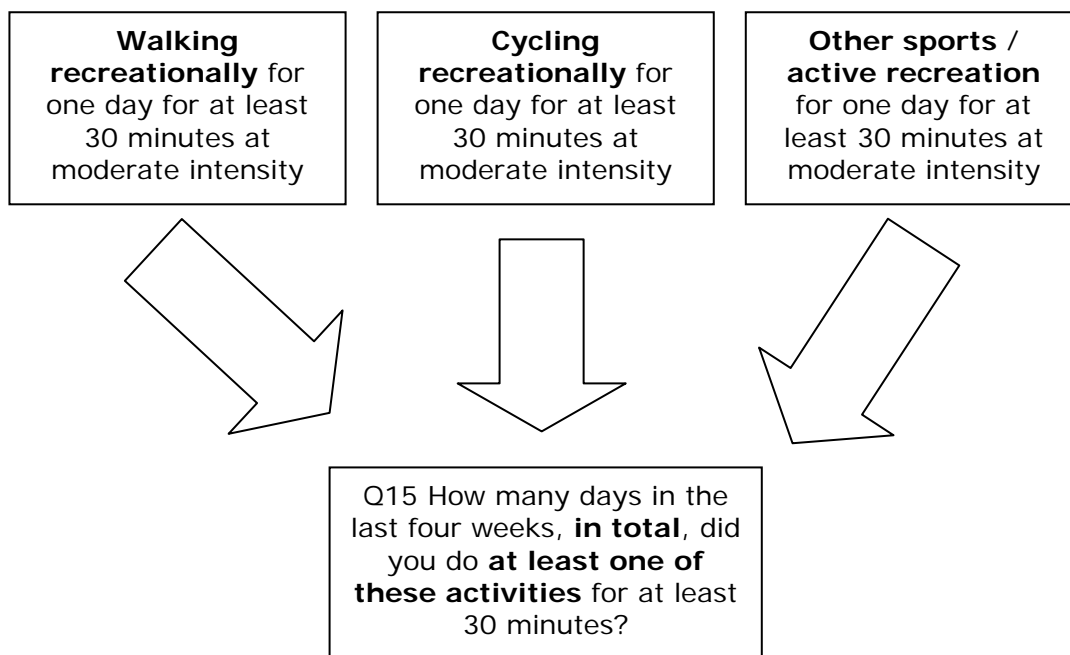 Walking
recreationally for
one day for at least
30 minutes at
moderate intensity
Cycling
recreationally for
one day for at least
30 minutes at
moderate intensity
Other sports /
active recreation
for one day for at
least 30 minutes at
moderate intensity
Q15 How many days in the
last four weeks, in total, did
you do at least one of
these activities for at least
30 minutes?